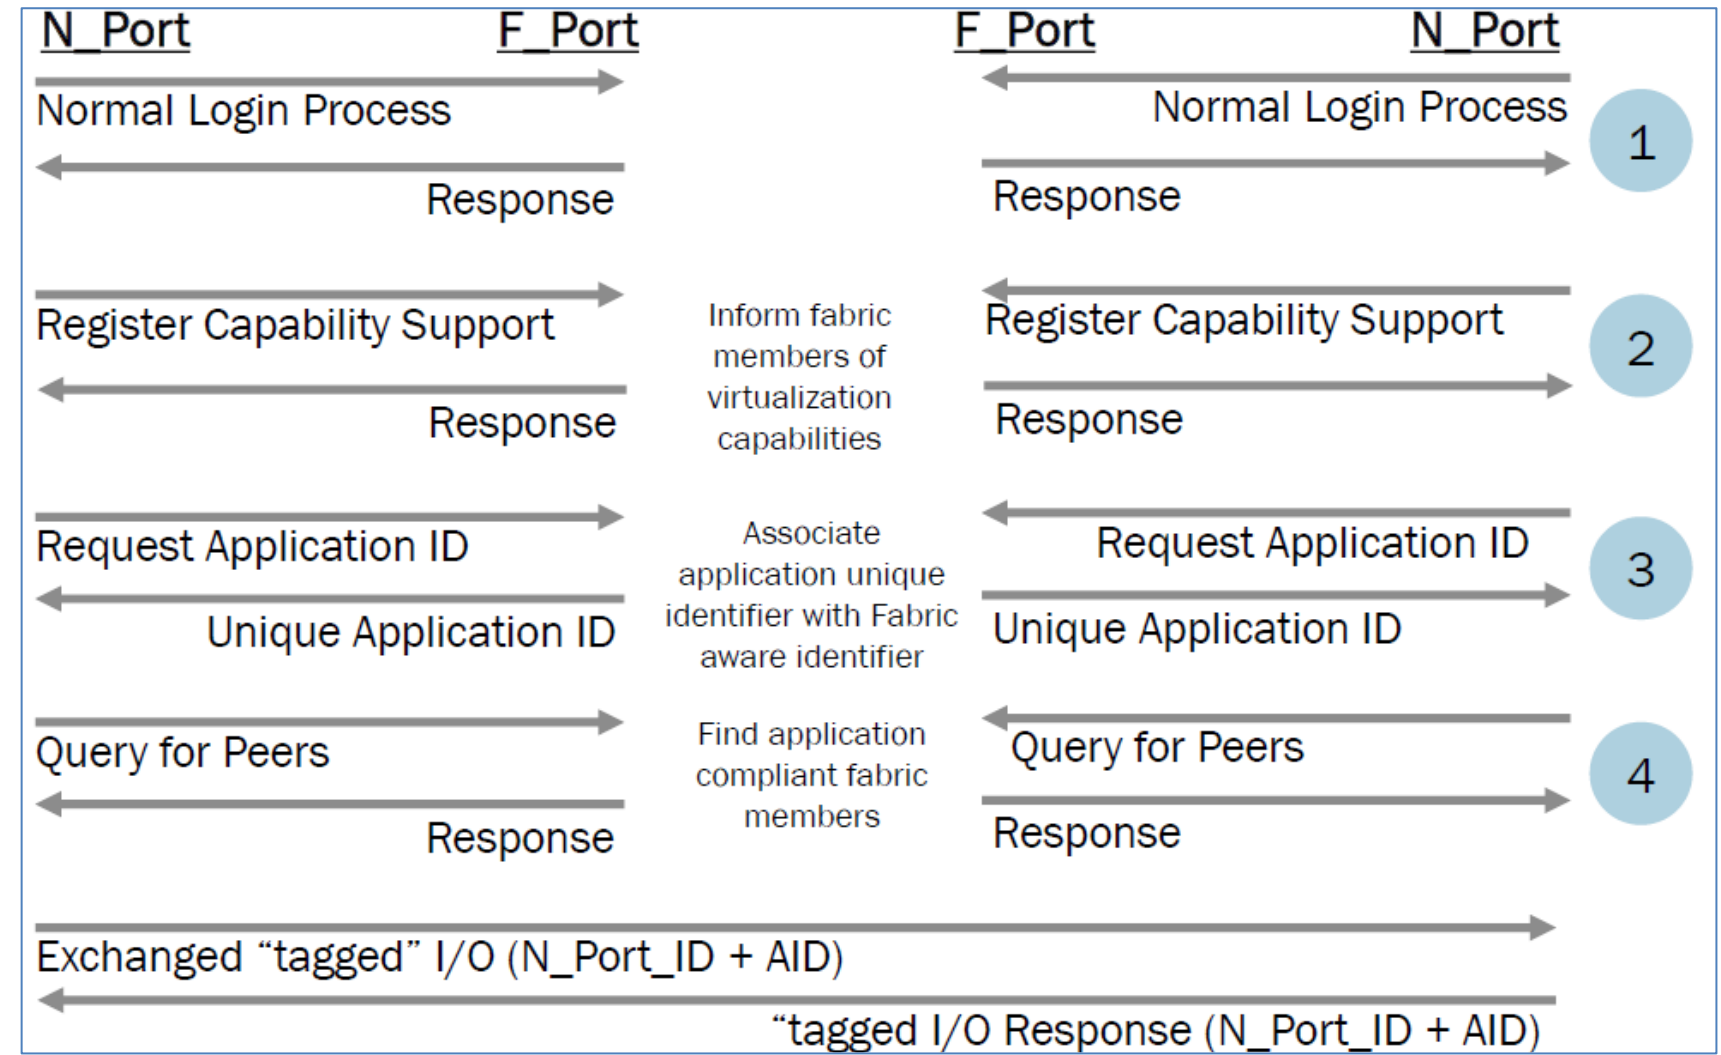 N_Port F_Port F_Port N_Port
Normal Login Process Normal Login Process
1
Response Response
Register Capability Support Register Capability Support
Inform fabric
members of
virtualization
capabilities
2
Response Response
Request Application ID Request Application ID
Associate
application unique
identifier with Fabric
aware identifier
3
Unique Application ID Unique Application ID
Query for Peers Query for Peers
Find application
compliant fabric
members
4
Response Response
Exchanged “tagged” I/O (N_Port_ID + AID)
“tagged I/O Response (N_Port_ID + AID)